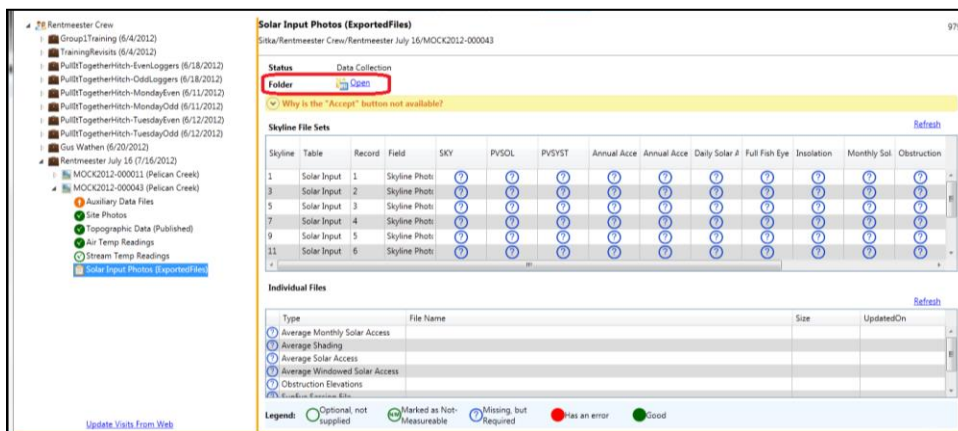 Rentmeester Crew
Group1Training (6/4/2012)
TrainingRevisits (6/4/2012)
PullItTogetherHitch-EvenLoggers (6/18/2012)
PullItTogetherHitch-OddLoggers (6/18/2012)
PullItTogetherHitch-MondayEven (6/11/2012)
PullItTogetherHitch-MondayOdd (6/11/2012)
PullItTogetherHitch-TuesdayEven (6/12/2012)
PullItTogetherHitch-TuesdayOdd (6/12/2012)
Gus Wathen (6/20/2012)
Rentmeester July 16 (7/16/2012)
MOCK2012-000011 (Pelican Creek)
MOCK2012-000043 (Pelican Creek)
Auxiliary Data Files
Site Photos
Topographic Data (Published)
Air Temp Readings
Stream Temp Readings
Solar Input Photos (ExportedFiles)
Update Visits From Web
Solar Input Photos (ExportedFiles)
Sitka/Rentmeester Crew/Rentmeester July 16/MOCK2012-000043
Status Data Collection
Folder Open
Why is the "Accept" button not available?
Skyline File Sets Refresh
Skyline Table Record Field SKY PVSOL PVSYST Annual Acce Annual Acce Daily Solar A Full Fish Eye Insolation Monthly Sol Obstruction
1 Solar Input 1 Skyline Phot
3 Solar Input 2 Skyline Phot
5 Solar Input 3 Skyline Phot
7 Solar Input 4 Skyline Phot
9 Solar Input 5 Skyline Phot
11 Solar Input 6 Skyline Phot
Individual Files
Refresh
Type File Name Size UpdatedOn
Average Monthly Solar Access
Average Shading
Average Solar Access
Average Windowed Solar Access
Obstruction Elevations
Legend: Optional, not supplied Marked as Not-Measureable Missing, but Required Has an error Good